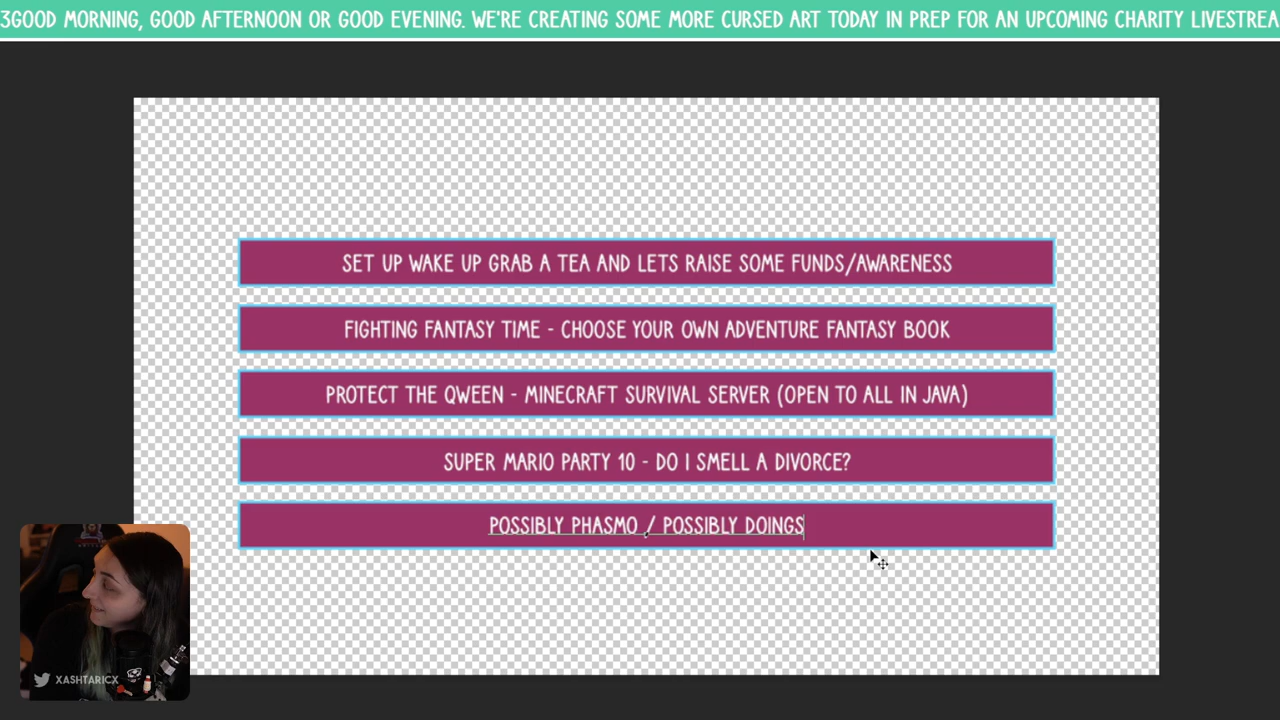 3GOOD MORNING, GOOD AFTERNOON OR GOOD EVENING. WE'RE CREATING SOME MORE CURSED ART TODAY IN PREP FOR AN UPCOMING CHARITY LIVESTREA
SET UP WAKE UP GRAB A TEA AND LETS RAISE SOME FUNDS/AWARENESS
FIGHTING FANTASY TIME - CHOOSE YOUR OWN ADVENTURE FANTASY BOOK
PROTECT THE QWEEN - MINECRAFT SURVIVAL SERVER (OPEN TO ALL IN JAVA)
SUPER MARIO PARTY 10 - DO I SMELL A DIVORCE?
POSSIBLY PHASMO / POSSIBLY DOINGS
XASHTARICX